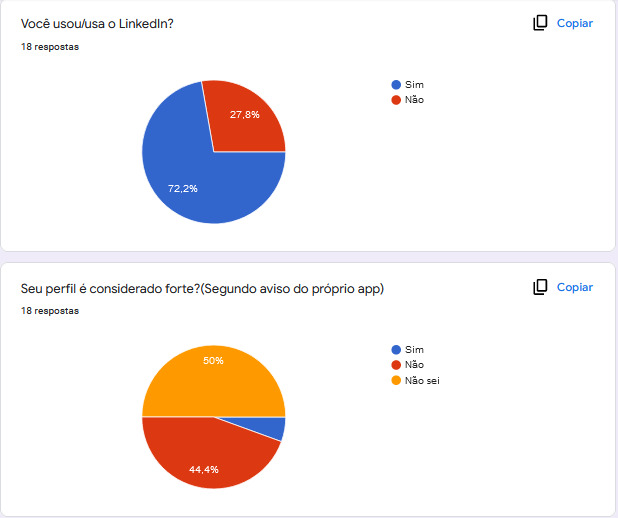 Você usou/usa o LinkedIn?
Copiar
18 respostas
Sim
Não
27,8%
72,2%
Seu perfil é considerado forte?(Segundo aviso do próprio app)
Copiar
18 respostas
Sim
Não
Não sei
50%
44,4%